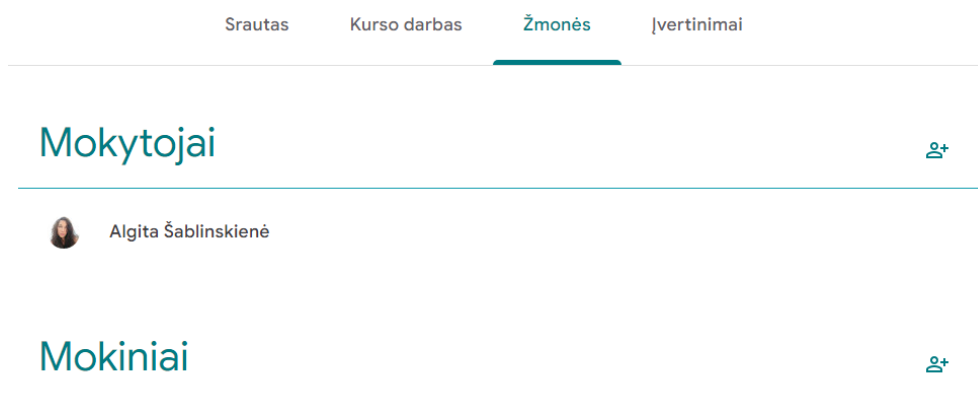 Srautas Kurso darbas Žmonės Įvertinimai
Mokytojai
Algita Šablinskienė
Mokiniai